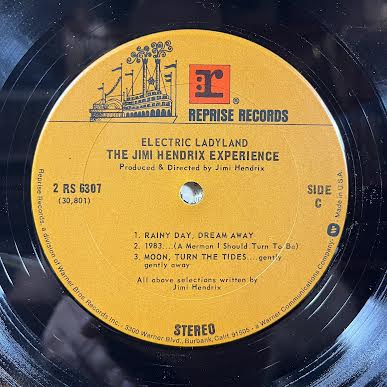 r
®
REPRISE RECORDS
ELECTRIC LADYLAND
THE JIMI HENDRIX EXPERIENCE
Produced & Directed by Jimi Hendrix
2 RS 6307
(30,801)
SIDE
C
1. RAINY DAY, DREAM AWAY
2. 1983....(A Merman I Should Turn To Be)
3. MOON, TURN THE TIDES....gently
gently away
All above selections written by
Jimi Hendrix
STEREO
Reprise Records, a division of Warner Bros. Records Inc., 3300 Warner Blvd., Burbank, Calif. 91505 • a Warner Communications Company • Made in U.S.A.